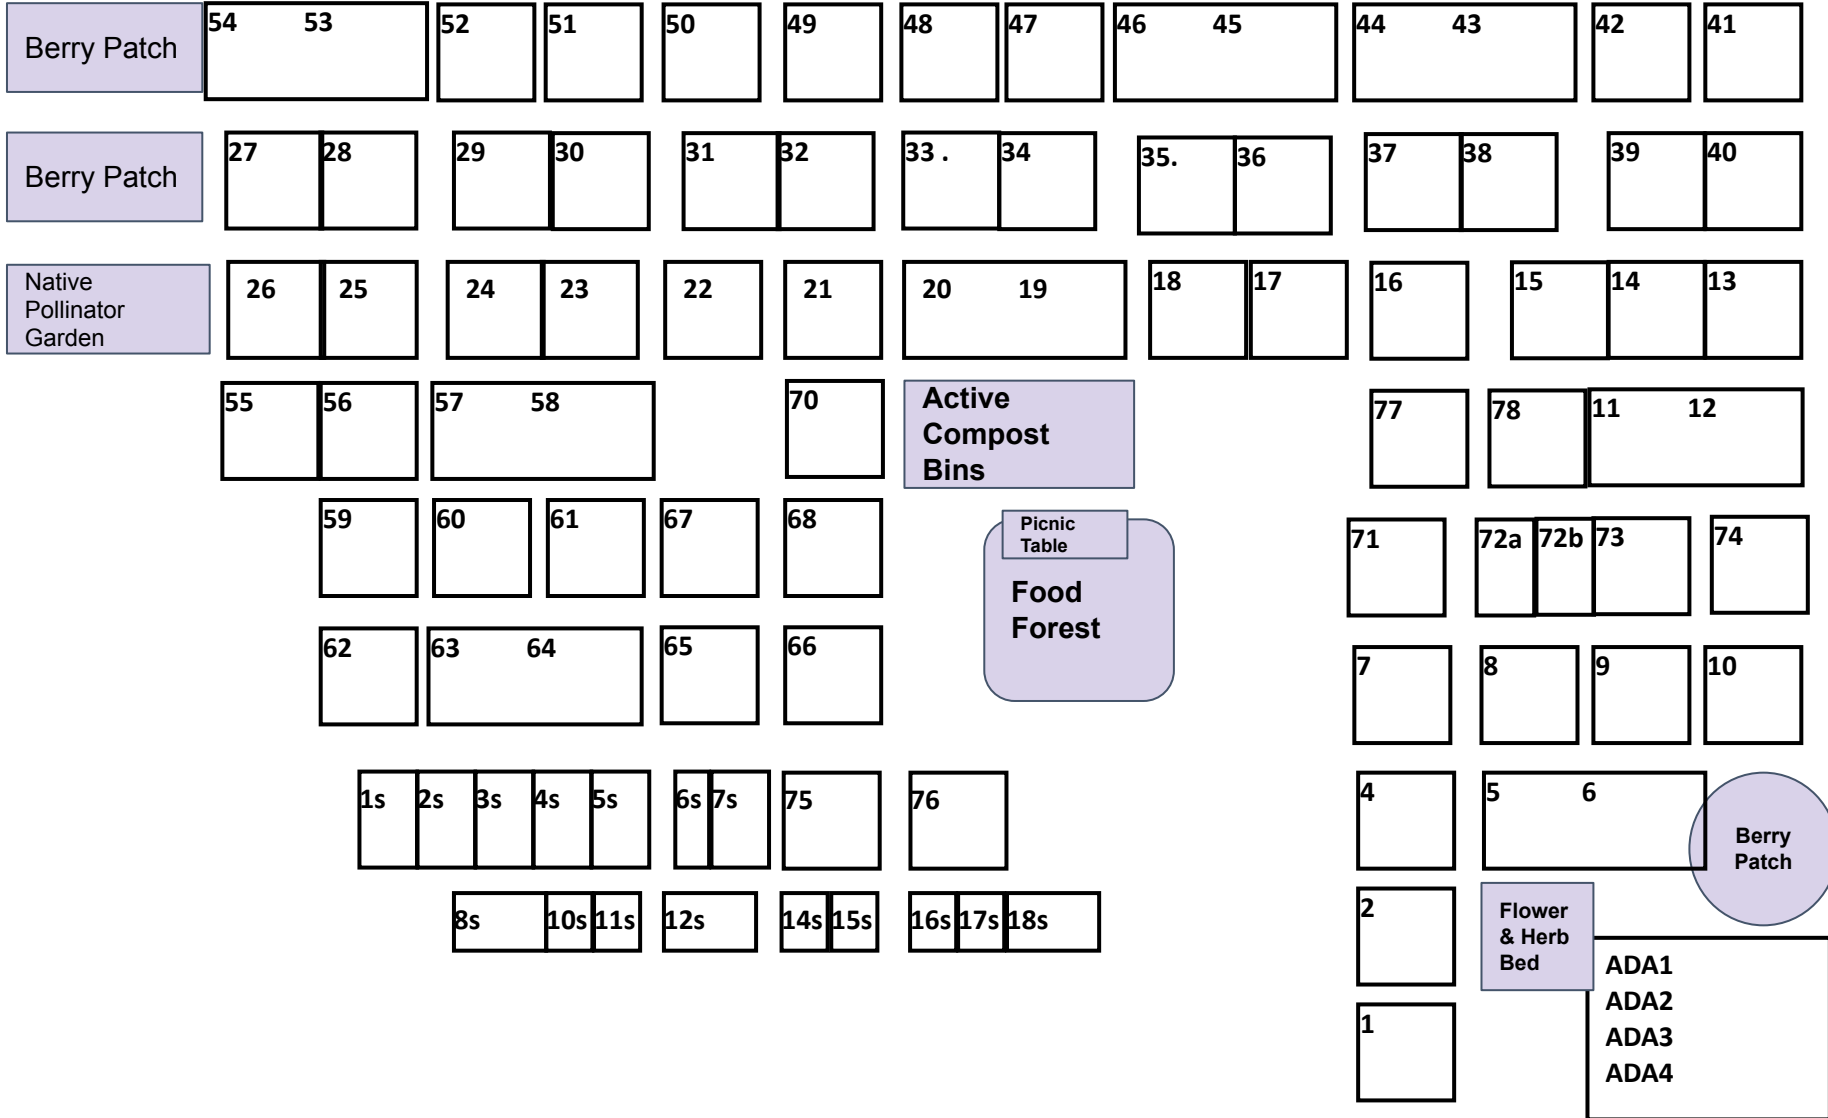 Berry Patch 54 53 52 51 50 49 48 47 46 45 44 43 42 41
Berry Patch 27 28 29 30 31 32 33 . 34 35. 36 37 38 39 40
Native
Pollinator
Garden
26 25 24 23 22 21 20 19 18 17 16 15 14 13
55 56 57 58 70
Active
Compost
Bins
77 78 11 12
59 60 61 67 68
Picnic
Table
Food
Forest
71 72a 72b 73 74
62 63 64 65 66
7 8 9 10
1s 2s 3s 4s 5s 6s 7s 75 76
4 5 6
Berry
Patch
8s 10s 11s 12s 14s 15s 16s 17s 18s
2
Flower
& Herb
Bed
1
ADA1
ADA2
ADA3
ADA4